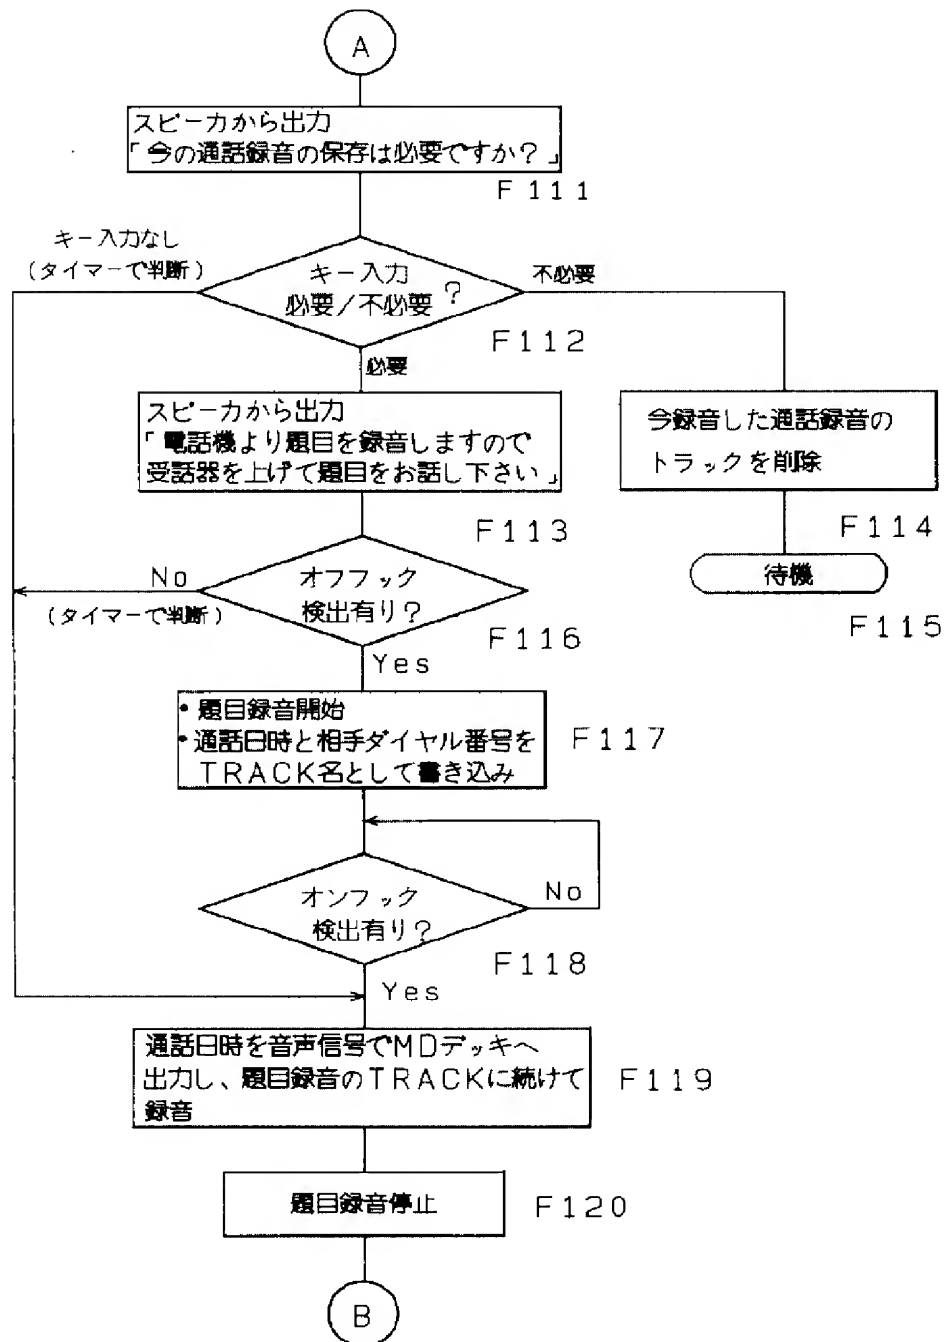 A
スピーカから出力
「今の通話録音の保存は必要ですか？」
F111
キー入力なし
(タイマーで判断)
キー入力
必要/不必要?
不必要
F112
必要
スピーカから出力
「電話機より題目を録音しますので
受話器を上げて題目をお話し下さい」
F113
今録音した通話録音の
トラックを削除
F114
待機
F115
No
(タイマーで判断)
オフフック
検出有り?
F116
Yes
・題目録音開始
・通話日時と相手ダイヤル番号を
TRACK名として書き込み
F117
オンフック
検出有り?
No
F118
Yes
通話日時を音声信号でMDデッキへ
出力し、題目録音のTRACKに続けて
録音
F119
題目録音停止
F120
B